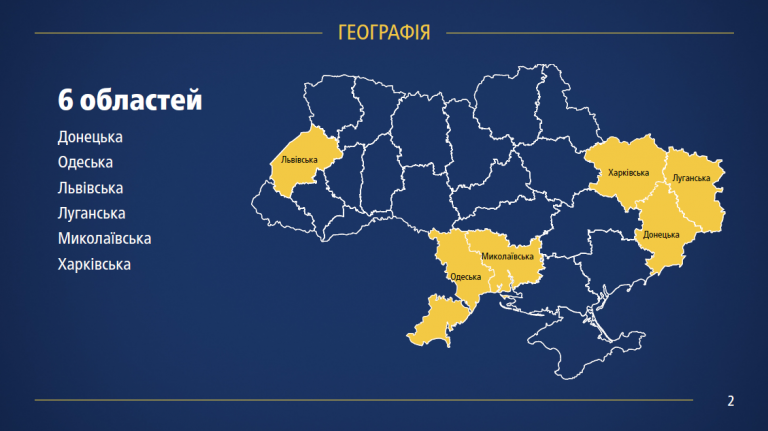 ГЕОГРАФІЯ
6 областей
Донецька
Одеська
Львівська
Луганська
Миколаївська
Харківська
Львівська
Харківська
Луганська
Донецька
Миколаївська
Одеська
2